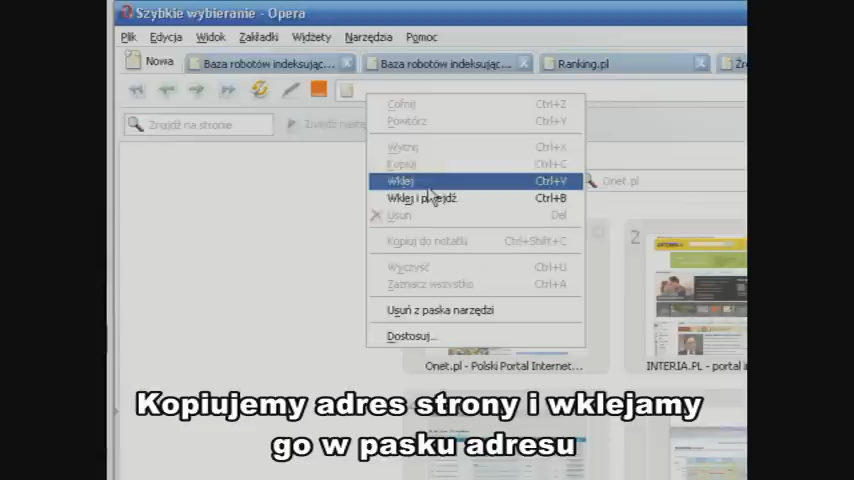 Szybkie wybieranie - Opera
Plik Edycja Widok Zakładki Widżety Narzędzia Pomoc
Nowa Baza robotów indeksując... Baza robotów indeksując... Ranking.pl
Znajdź na stronie Znajdź następ
Cofnij Ctrl+Z
Powtórz Ctrl+Y
Wytnij Ctrl+X
Kopiuj Ctrl+C
Wklej Ctrl+V
Onet.pl
Wklej i przejdź Ctrl+B
Usuń Del
2
Kopiuj do notatki Ctrl+Shift+C
Wyczyść Ctrl+U
Zaznacz wszystko Ctrl+A
Usuń z paska narzędzi
Dostosuj...
Onet.pl - Polski Portal Internet... INTERIA.PL - portal i
Kopiujemy adres strony i wklejamy
go w pasku adresu